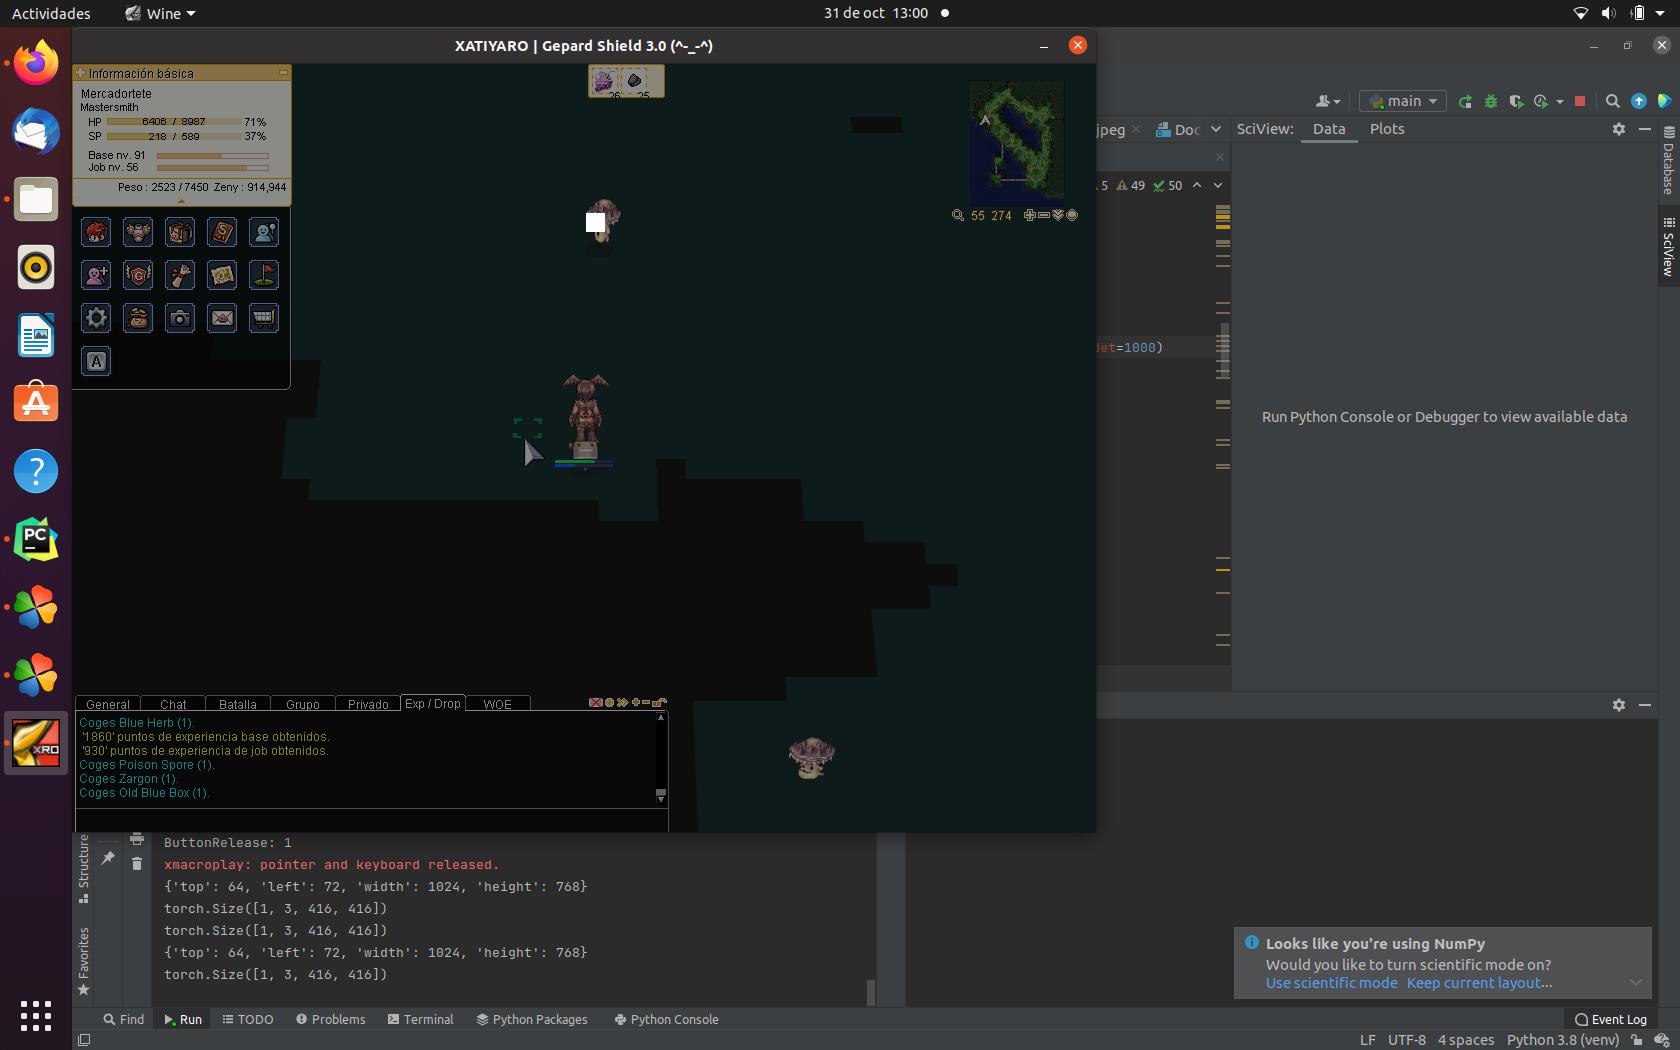 Actividades
Wine
31 de oct 13:00
XATIYARO | Gepard Shield 3.0 (^-_-^)
Información básica
Mercadortete
Mastersmith
HP 6406 / 8987 71%
SP 218 / 589 37%
Base nv. 91
Job nv. 56
Peso : 2523 / 7450 Zeny : 914,944
26 25
A
55 274
main
jpeg
Doc
SciView: Data Plots
5 49 50
Database
SciView
det=1000)
Run Python Console or Debugger to view available data
General Chat Batalla Grupo Privado Exp / Drop WOE
Coges Blue Herb (1).
'1860' puntos de experiencia base obtenidos.
'930' puntos de experiencia de job obtenidos.
Coges Poison Spore (1).
Coges Zargon (1).
Coges Old Blue Box (1).
PC
XRO
Structure
Favorites
ButtonRelease: 1
xmacroplay: pointer and keyboard released.
{'top': 64, 'left': 72, 'width': 1024, 'height': 768}
torch.Size([1, 3, 416, 416])
torch.Size([1, 3, 416, 416])
{'top': 64, 'left': 72, 'width': 1024, 'height': 768}
torch.Size([1, 3, 416, 416])
Looks like you're using NumPy
Would you like to turn scientific mode on?
Use scientific mode Keep current layout...
Find Run TODO Problems Terminal Python Packages Python Console Event Log
LF UTF-8 4 spaces Python 3.8 (venv)